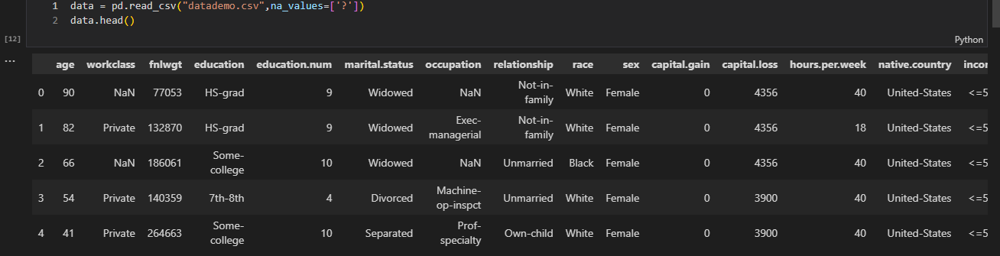 1 data = pd.read_csv("datademo.csv",na_values=['?'])
2 data.head()
[12]
Python
...
age workclass fnlwgt education education.num marital.status occupation relationship race sex capital.gain capital.loss hours.per.week native.country
0 90 NaN 77053 HS-grad 9 Widowed NaN Not-in-family White Female 0 4356 40 United-States <=5
1 82 Private 132870 HS-grad 9 Widowed Exec-managerial Not-in-family White Female 0 4356 18 United-States <=5
2 66 NaN 186061 Some-college 10 Widowed NaN Unmarried Black Female 0 4356 40 United-States <=5
3 54 Private 140359 7th-8th 4 Divorced Machine-op-inspct Unmarried White Female 0 3900 40 United-States <=5
4 41 Private 264663 Some-college 10 Separated Prof-specialty Own-child White Female 0 3900 40 United-States <=5